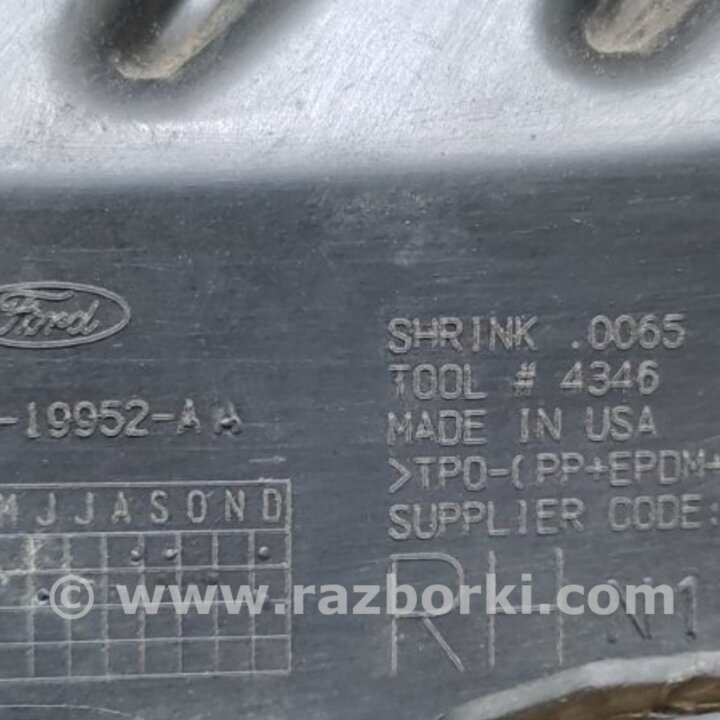 Ford
-19952-AA
MJJASOND
SHRINK .0065
TOOL # 4346
MADE IN USA
>TPO-(PP+EPDM+
SUPPLIER CODE:
RH N1
© www.razborki.com